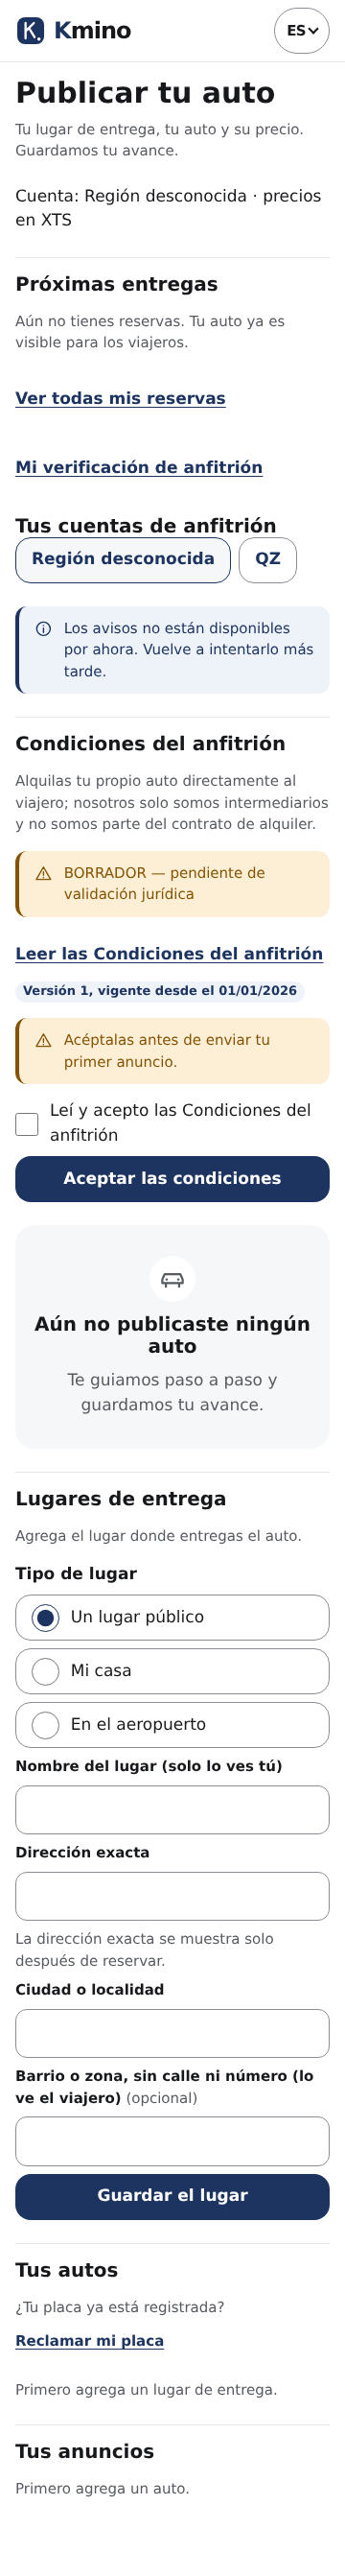 Kmino
ES
Publicar tu auto
Tu lugar de entrega, tu auto y su precio.
Guardamos tu avance.
Cuenta: Región desconocida · precios
en XTS
Próximas entregas
Aún no tienes reservas. Tu auto ya es
visible para los viajeros.
Ver todas mis reservas
Mi verificación de anfitrión
Tus cuentas de anfitrión
Región desconocida
QZ
Los avisos no están disponibles
por ahora. Vuelve a intentarlo más
tarde.
Condiciones del anfitrión
Alquilas tu propio auto directamente al
viajero; nosotros solo somos intermediarios
y no somos parte del contrato de alquiler.
BORRADOR — pendiente de
validación jurídica
Leer las Condiciones del anfitrión
Versión 1, vigente desde el 01/01/2026
Acéptalas antes de enviar tu
primer anuncio.
Leí y acepto las Condiciones del
anfitrión
Aceptar las condiciones
Aún no publicaste ningún
auto
Te guiamos paso a paso y
guardamos tu avance.
Lugares de entrega
Agrega el lugar donde entregas el auto.
Tipo de lugar
Un lugar público
Mi casa
En el aeropuerto
Nombre del lugar (solo lo ves tú)
Dirección exacta
La dirección exacta se muestra solo
después de reservar.
Ciudad o localidad
Barrio o zona, sin calle ni número (lo
ve el viajero) (opcional)
Guardar el lugar
Tus autos
¿Tu placa ya está registrada?
Reclamar mi placa
Primero agrega un lugar de entrega.
Tus anuncios
Primero agrega un auto.